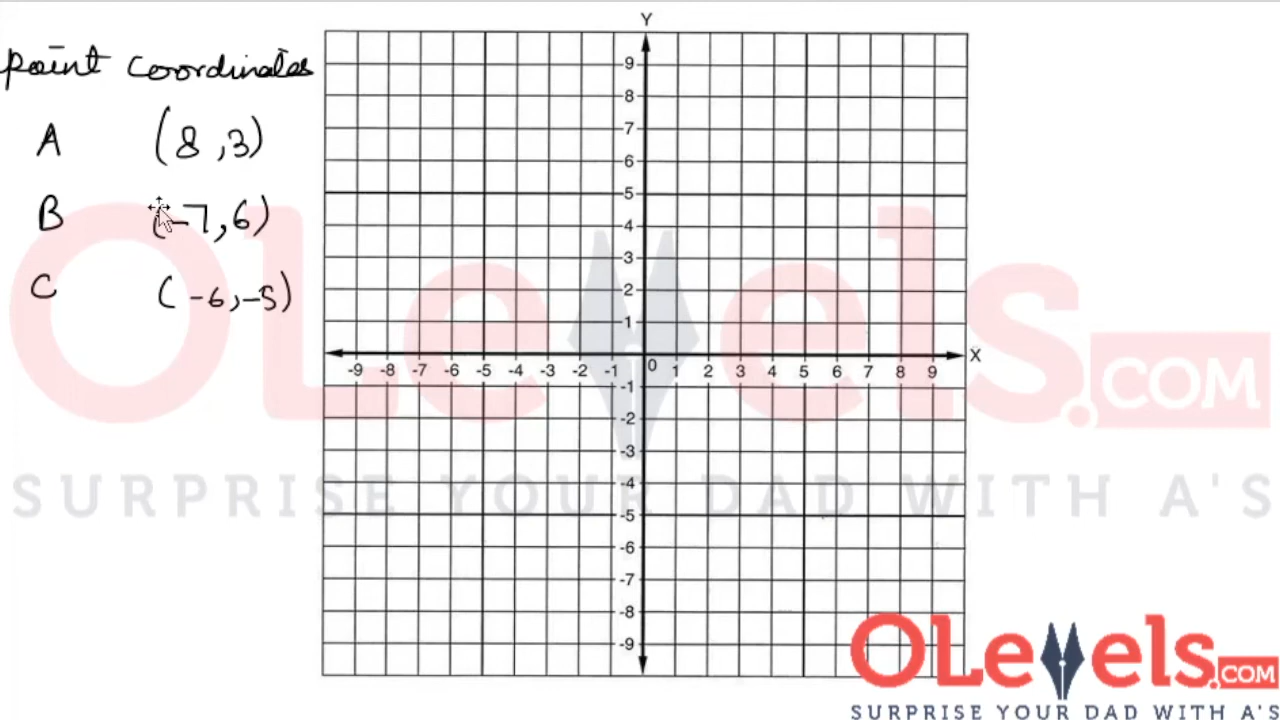 point coordinates
A (8,3)
B (-7,6)
C (-6,-5)
Y
9
8
7
6
5
4
3
2
1
-9 -8 -7 -6 -5 -4 -3 -2 -1 0 1 2 3 4 5 6 7 8 9 X
-1
-2
-3
-4
-5
-6
-7
-8
-9
OLevels.COM
SURPRISE YOUR DAD WITH A'S
OLevels.COM
SURPRISE YOUR DAD WITH A'S